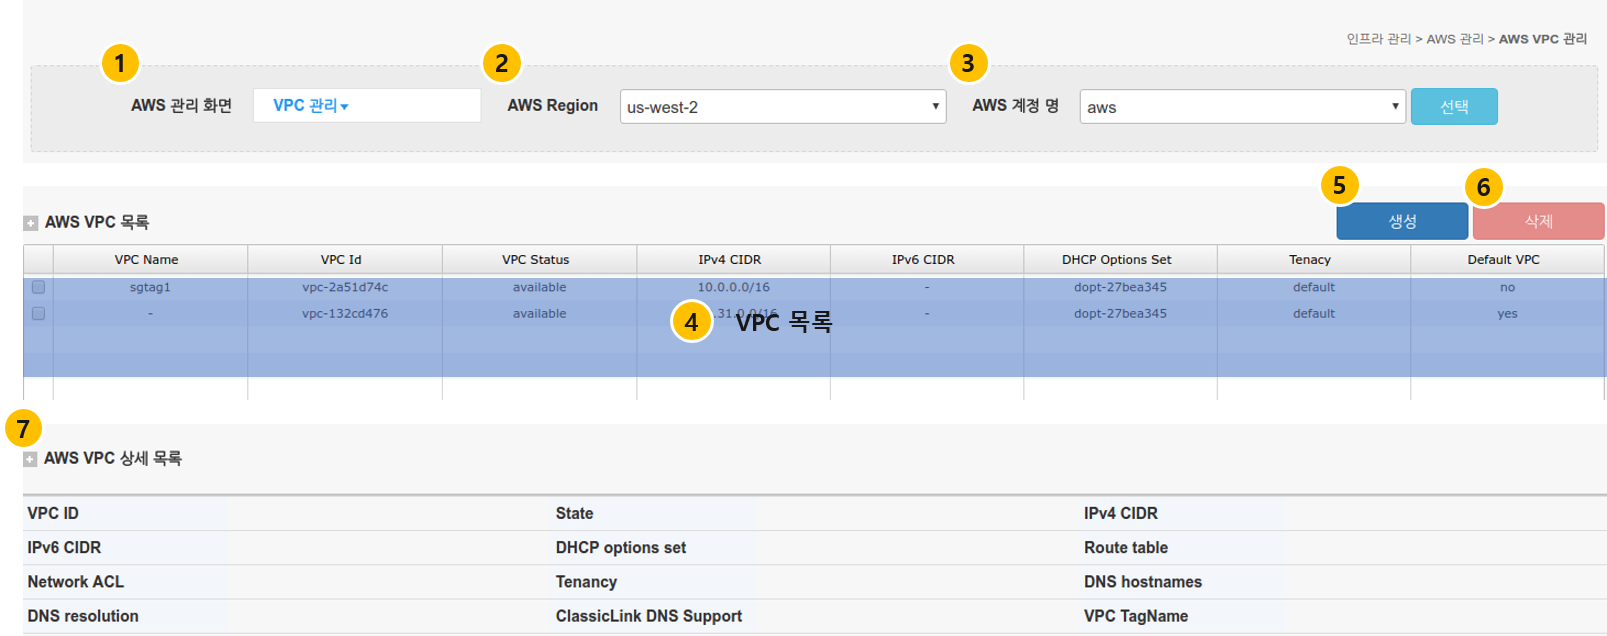 인프라 관리 > AWS 관리 > AWS VPC 관리
1 2 3
AWS 관리 화면 VPC 관리 AWS Region us-west-2 AWS 계정 명 aws 선택
5 6
AWS VPC 목록 생성 삭제
VPC Name VPC Id VPC Status IPv4 CIDR IPv6 CIDR DHCP Options Set Tenacy Default VPC
sgtag1 vpc-2a51d74c available 10.0.0.0/16 - dopt-27bea345 default no
- vpc-132cd476 available .31.0.0/16 - dopt-27bea345 default yes
4 VPC 목록
7
AWS VPC 상세 목록
VPC ID State IPv4 CIDR
IPv6 CIDR DHCP options set Route table
Network ACL Tenancy DNS hostnames
DNS resolution ClassicLink DNS Support VPC TagName